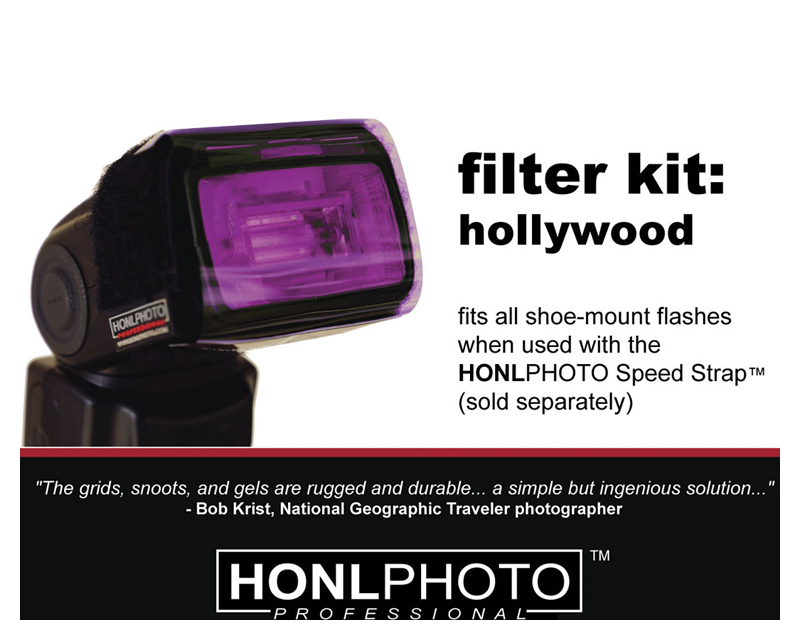 filter kit:
hollywood
fits all shoe-mount flashes
when used with the
HONLPHOTO Speed Strap™
(sold separately)
HONLPHOTO
PROFESSIONAL
"The grids, snoots, and gels are rugged and durable... a simple but ingenious solution..."
- Bob Krist, National Geographic Traveler photographer
HONLPHOTO™
PROFESSIONAL